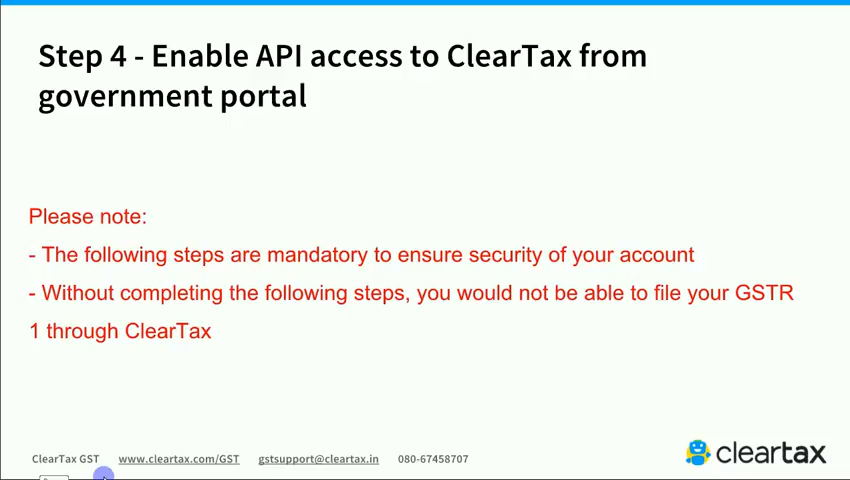 Step 4 - Enable API access to ClearTax from
government portal
Please note:
- The following steps are mandatory to ensure security of your account
- Without completing the following steps, you would not be able to file your GSTR
1 through ClearTax
ClearTax GST www.cleartax.com/GST gstsupport@cleartax.in 080-67458707
cleartax